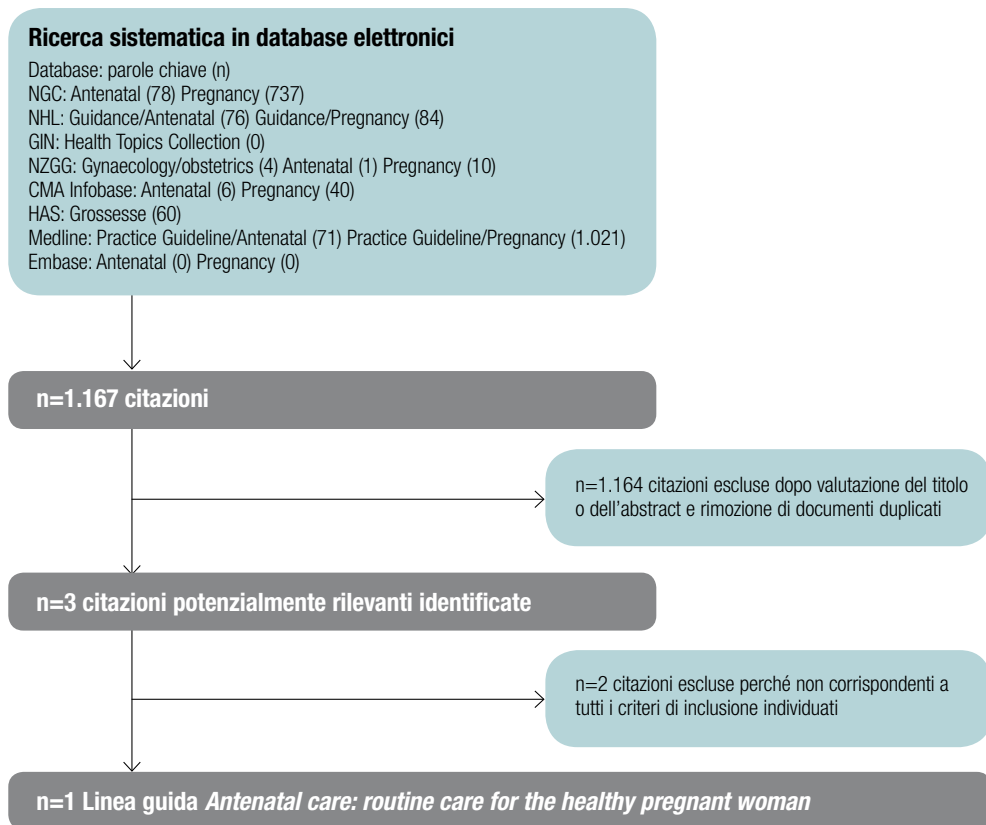 Ricerca sistematica in database elettronici
Database: parole chiave (n)
NGC: Antenatal (78) Pregnancy (737)
NHL: Guidance/Antenatal (76) Guidance/Pregnancy (84)
GIN: Health Topics Collection (0)
NZGG: Gynaecology/obstetrics (4) Antenatal (1) Pregnancy (10)
CMA Infobase: Antenatal (6) Pregnancy (40)
HAS: Grossesse (60)
Medline: Practice Guideline/Antenatal (71) Practice Guideline/Pregnancy (1.021)
Embase: Antenatal (0) Pregnancy (0)
n=1.167 citazioni
n=1.164 citazioni escluse dopo valutazione del titolo
o dell'abstract e rimozione di documenti duplicati
n=3 citazioni potenzialmente rilevanti identificate
n=2 citazioni escluse perché non corrispondenti a
tutti i criteri di inclusione individuati
n=1 Linea guida Antenatal care: routine care for the healthy pregnant woman